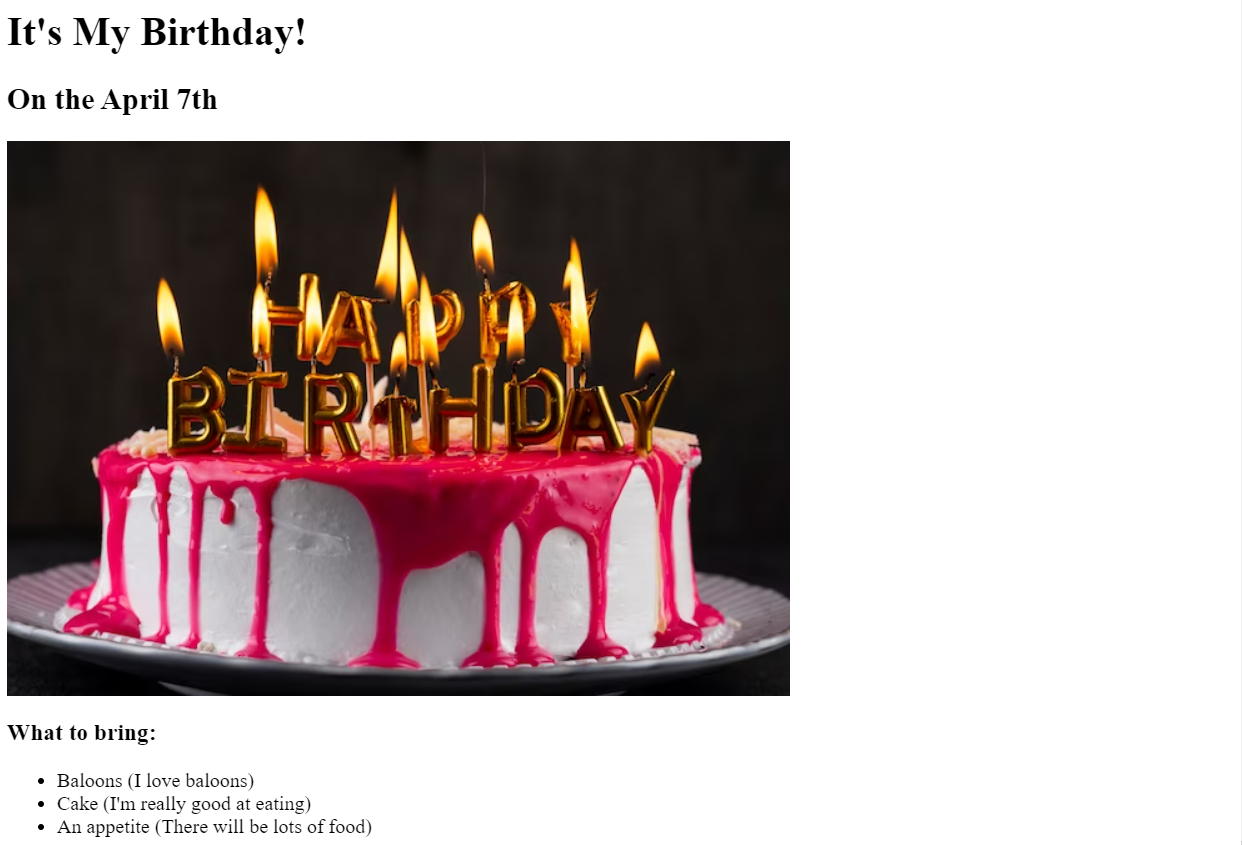 It's My Birthday!
On the April 7th
HAPPY
BIRTHDAY
What to bring:
Baloons (I love baloons)
Cake (I'm really good at eating)
An appetite (There will be lots of food)